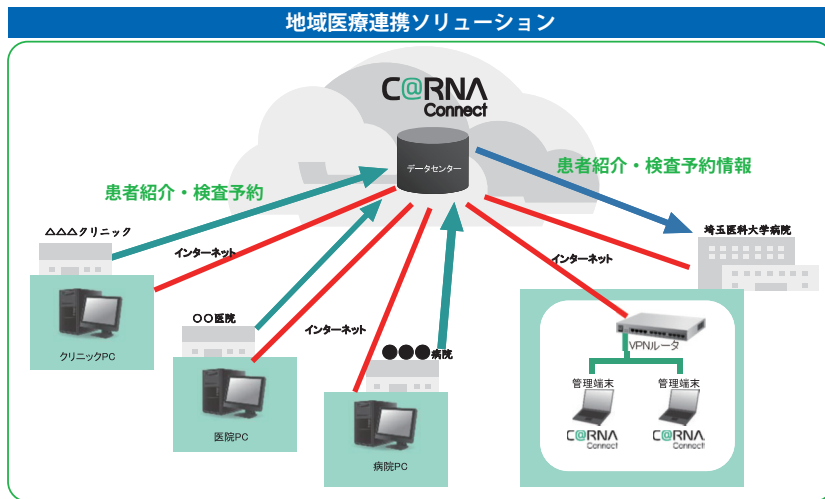 地域医療連携ソリューション
C@RNA
Connect
データセンター
患者紹介・検査予約
患者紹介・検査予約情報
△△△クリニック
インターネット
埼玉医科大学病院
インターネット
クリニックPC
〇〇医院
インターネット
医院PC
●●●病院
病院PC
VPNルータ
管理端末
管理端末
C@RNA
Connect
C@RNA
Connect